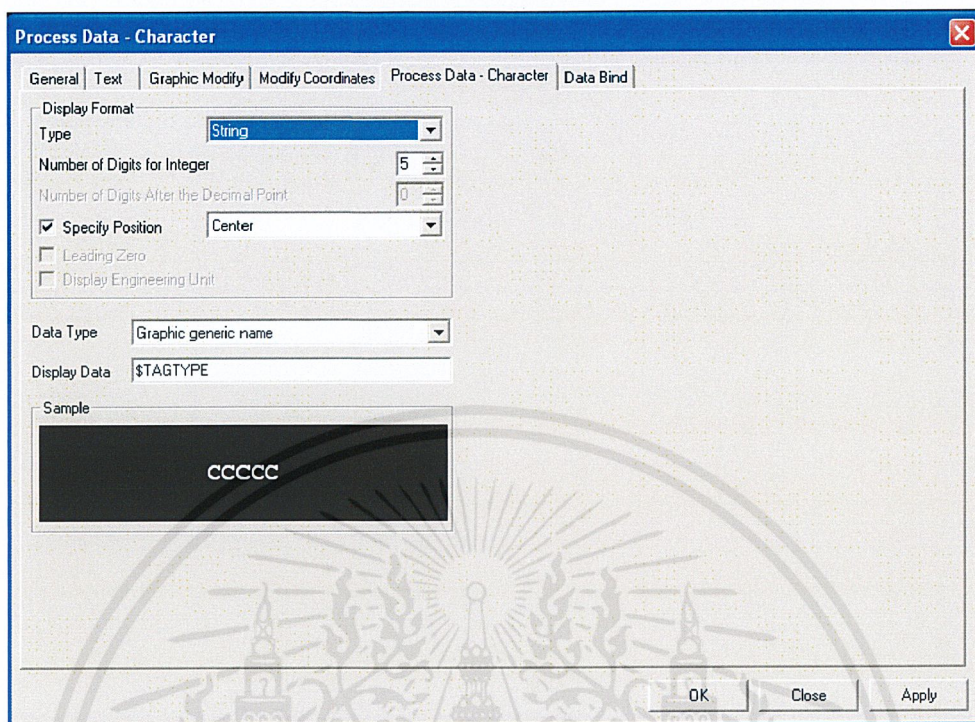 Process Data - Character
General Text Graphic Modify Modify Coordinates Process Data - Character Data Bind
Display Format
Type String
Number of Digits for Integer 5
Number of Digits After the Decimal Point 0
Specify Position Center
Leading Zero
Display Engineering Unit
Data Type Graphic generic name
Display Data $TAGTYPE
Sample
CCCCC
OK Close Apply